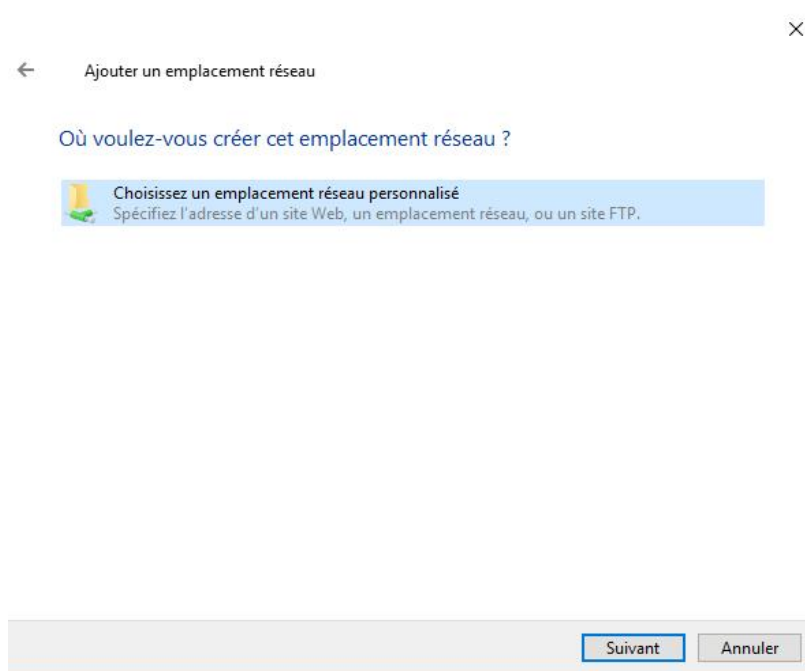 Ajouter un emplacement réseau
Où voulez-vous créer cet emplacement réseau ?
Choisissez un emplacement réseau personnalisé
Spécifiez l'adresse d'un site Web, un emplacement réseau, ou un site FTP.
Suivant
Annuler